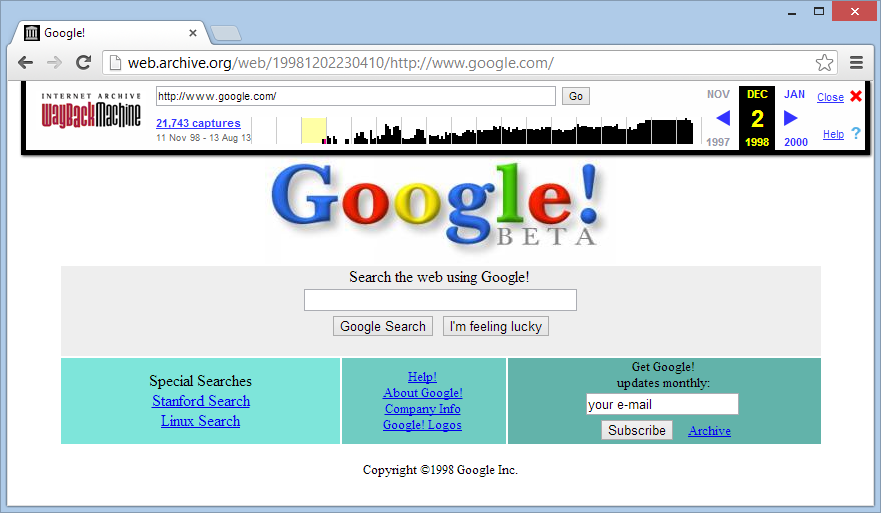 Google!
web.archive.org/web/19981202230410/http://www.google.com/
INTERNET ARCHIVE
WayBackMachine
http://www.google.com/
Go
21,743 captures
11 Nov 98 - 13 Aug 13
NOV DEC JAN
2
1997 1998 2000
Close
Help ?
Google!
BETA
Search the web using Google!
Google Search I'm feeling lucky
Special Searches
Stanford Search
Linux Search
Help!
About Google!
Company Info
Google! Logos
Get Google!
updates monthly:
your e-mail
Subscribe Archive
Copyright ©1998 Google Inc.